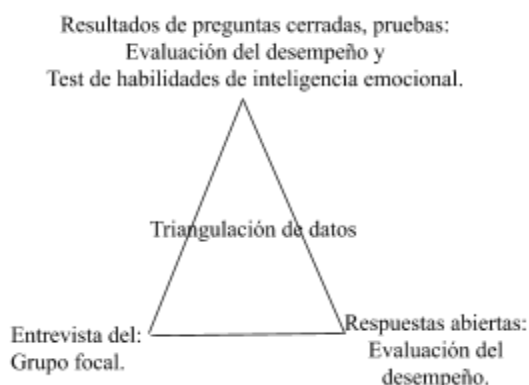 Resultados de preguntas cerradas, pruebas:
Evaluación del desempeño y
Test de habilidades de inteligencia emocional.
Triangulación de datos
Entrevista del:
Grupo focal.
Respuestas abiertas:
Evaluación del
desempeño.